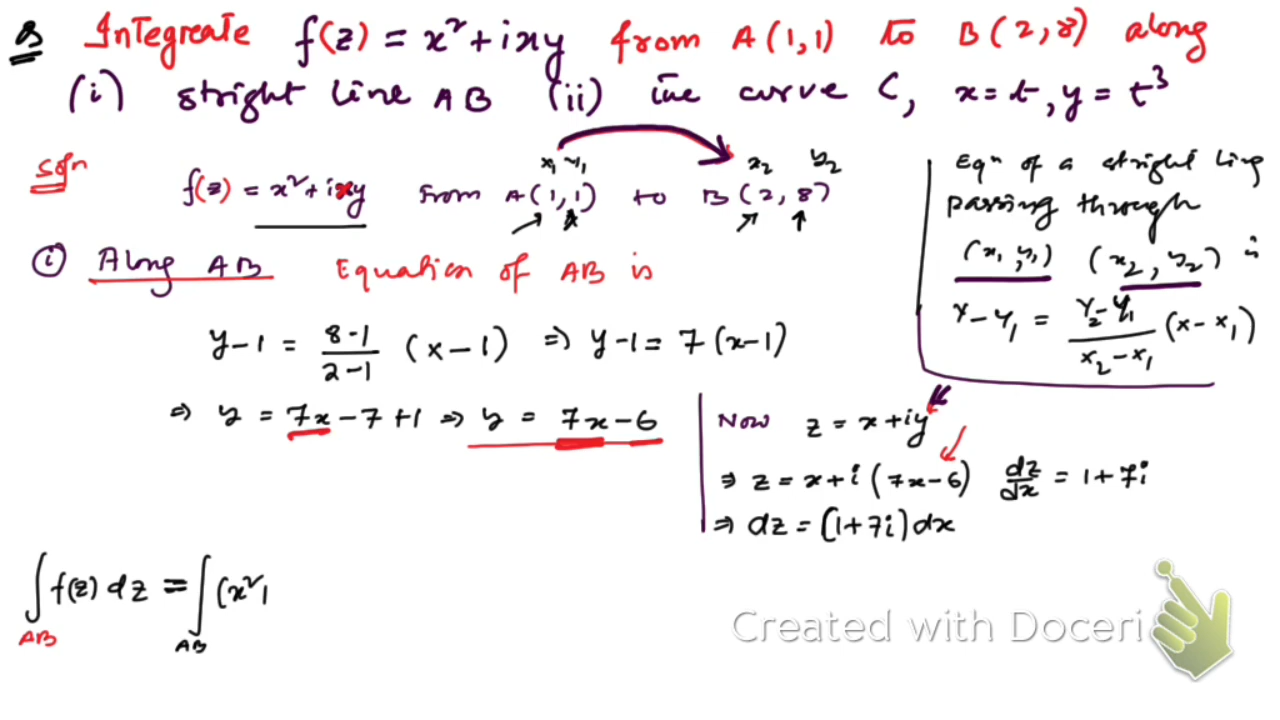 Q Integreate f(z) = x² + ixy from A(1,1) to B(2,8) along
(i) stright line AB (ii) the curve C, x = t, y = t³
Soln
x₁ y₁ x₂ y₂
f(z) = x² + ixy from A(1,1) to B(2,8)
(i) Along AB Equation of AB is
y-1 = 8-1/2-1 (x-1) ⇒ y-1 = 7(x-1)
⇒ y = 7x-7+1 ⇒ y = 7x-6
Eqn of a stright line
passing through
(x₁, y₁) (x₂, y₂) is
Y-Y₁ = Y₂-Y₁/x₂-x₁ (x-x₁)
Now z = x+iy
⇒ z = x+i(7x-6) dz/dx = 1+7i
⇒ dz = (1+7i)dx
∫AB f(z) dz = ∫AB (x²
Created with Doceri